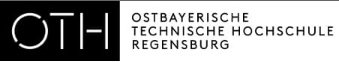 OTH
OSTBAYERISCHE
TECHNISCHE HOCHSCHULE
REGENSBURG